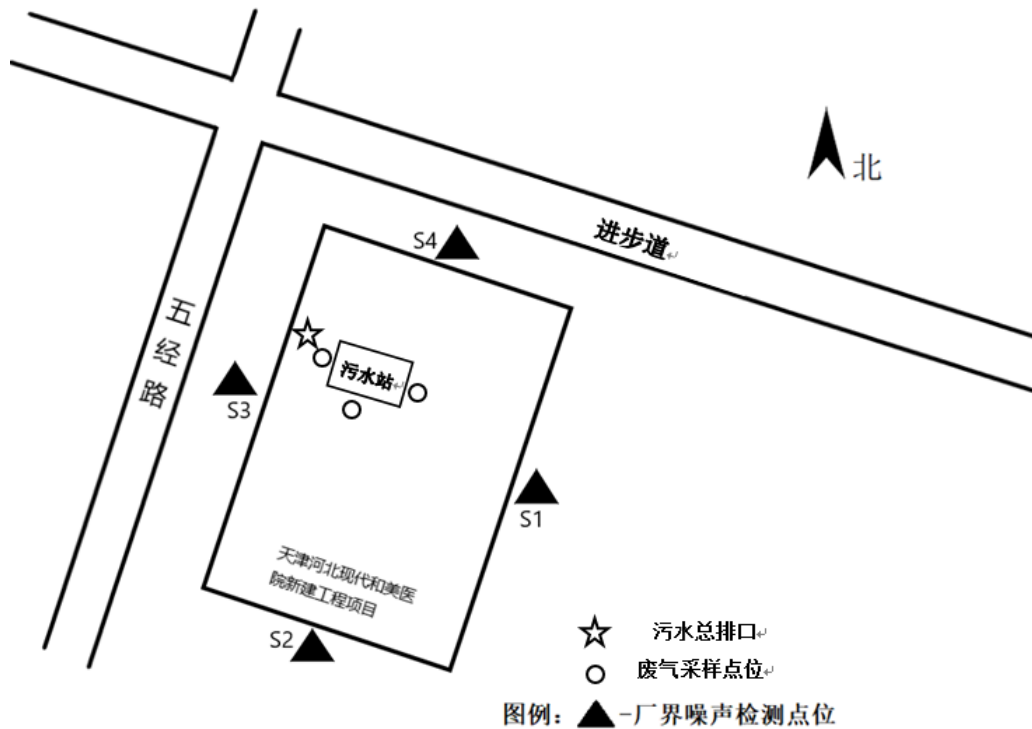 北
进步道
S4
五经路
污水站
S3
S1
天津河北现代和美医
院新建工程项目
S2
污水总排口
废气采样点位
图例：
-厂界噪声检测点位